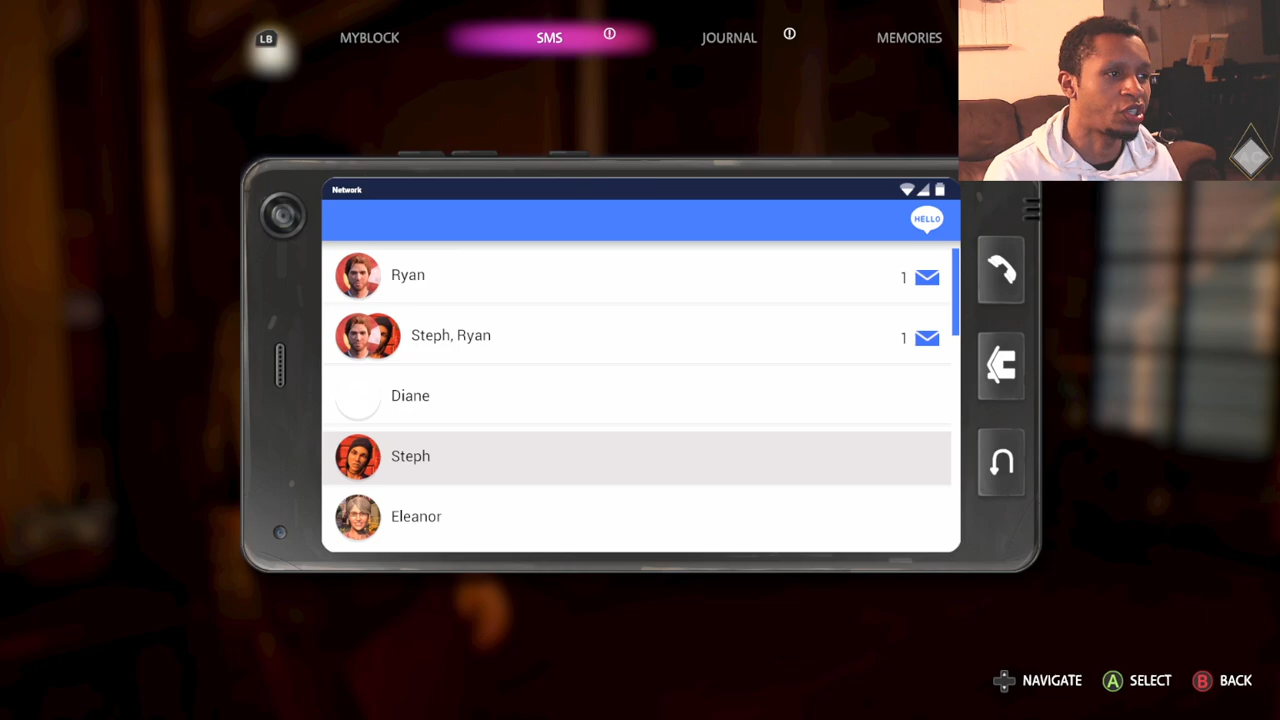 LB
MYBLOCK
SMS
JOURNAL
MEMORIES
Network
HELLO
Ryan
1
Steph, Ryan
1
Diane
Steph
Eleanor
NAVIGATE
A SELECT
B BACK